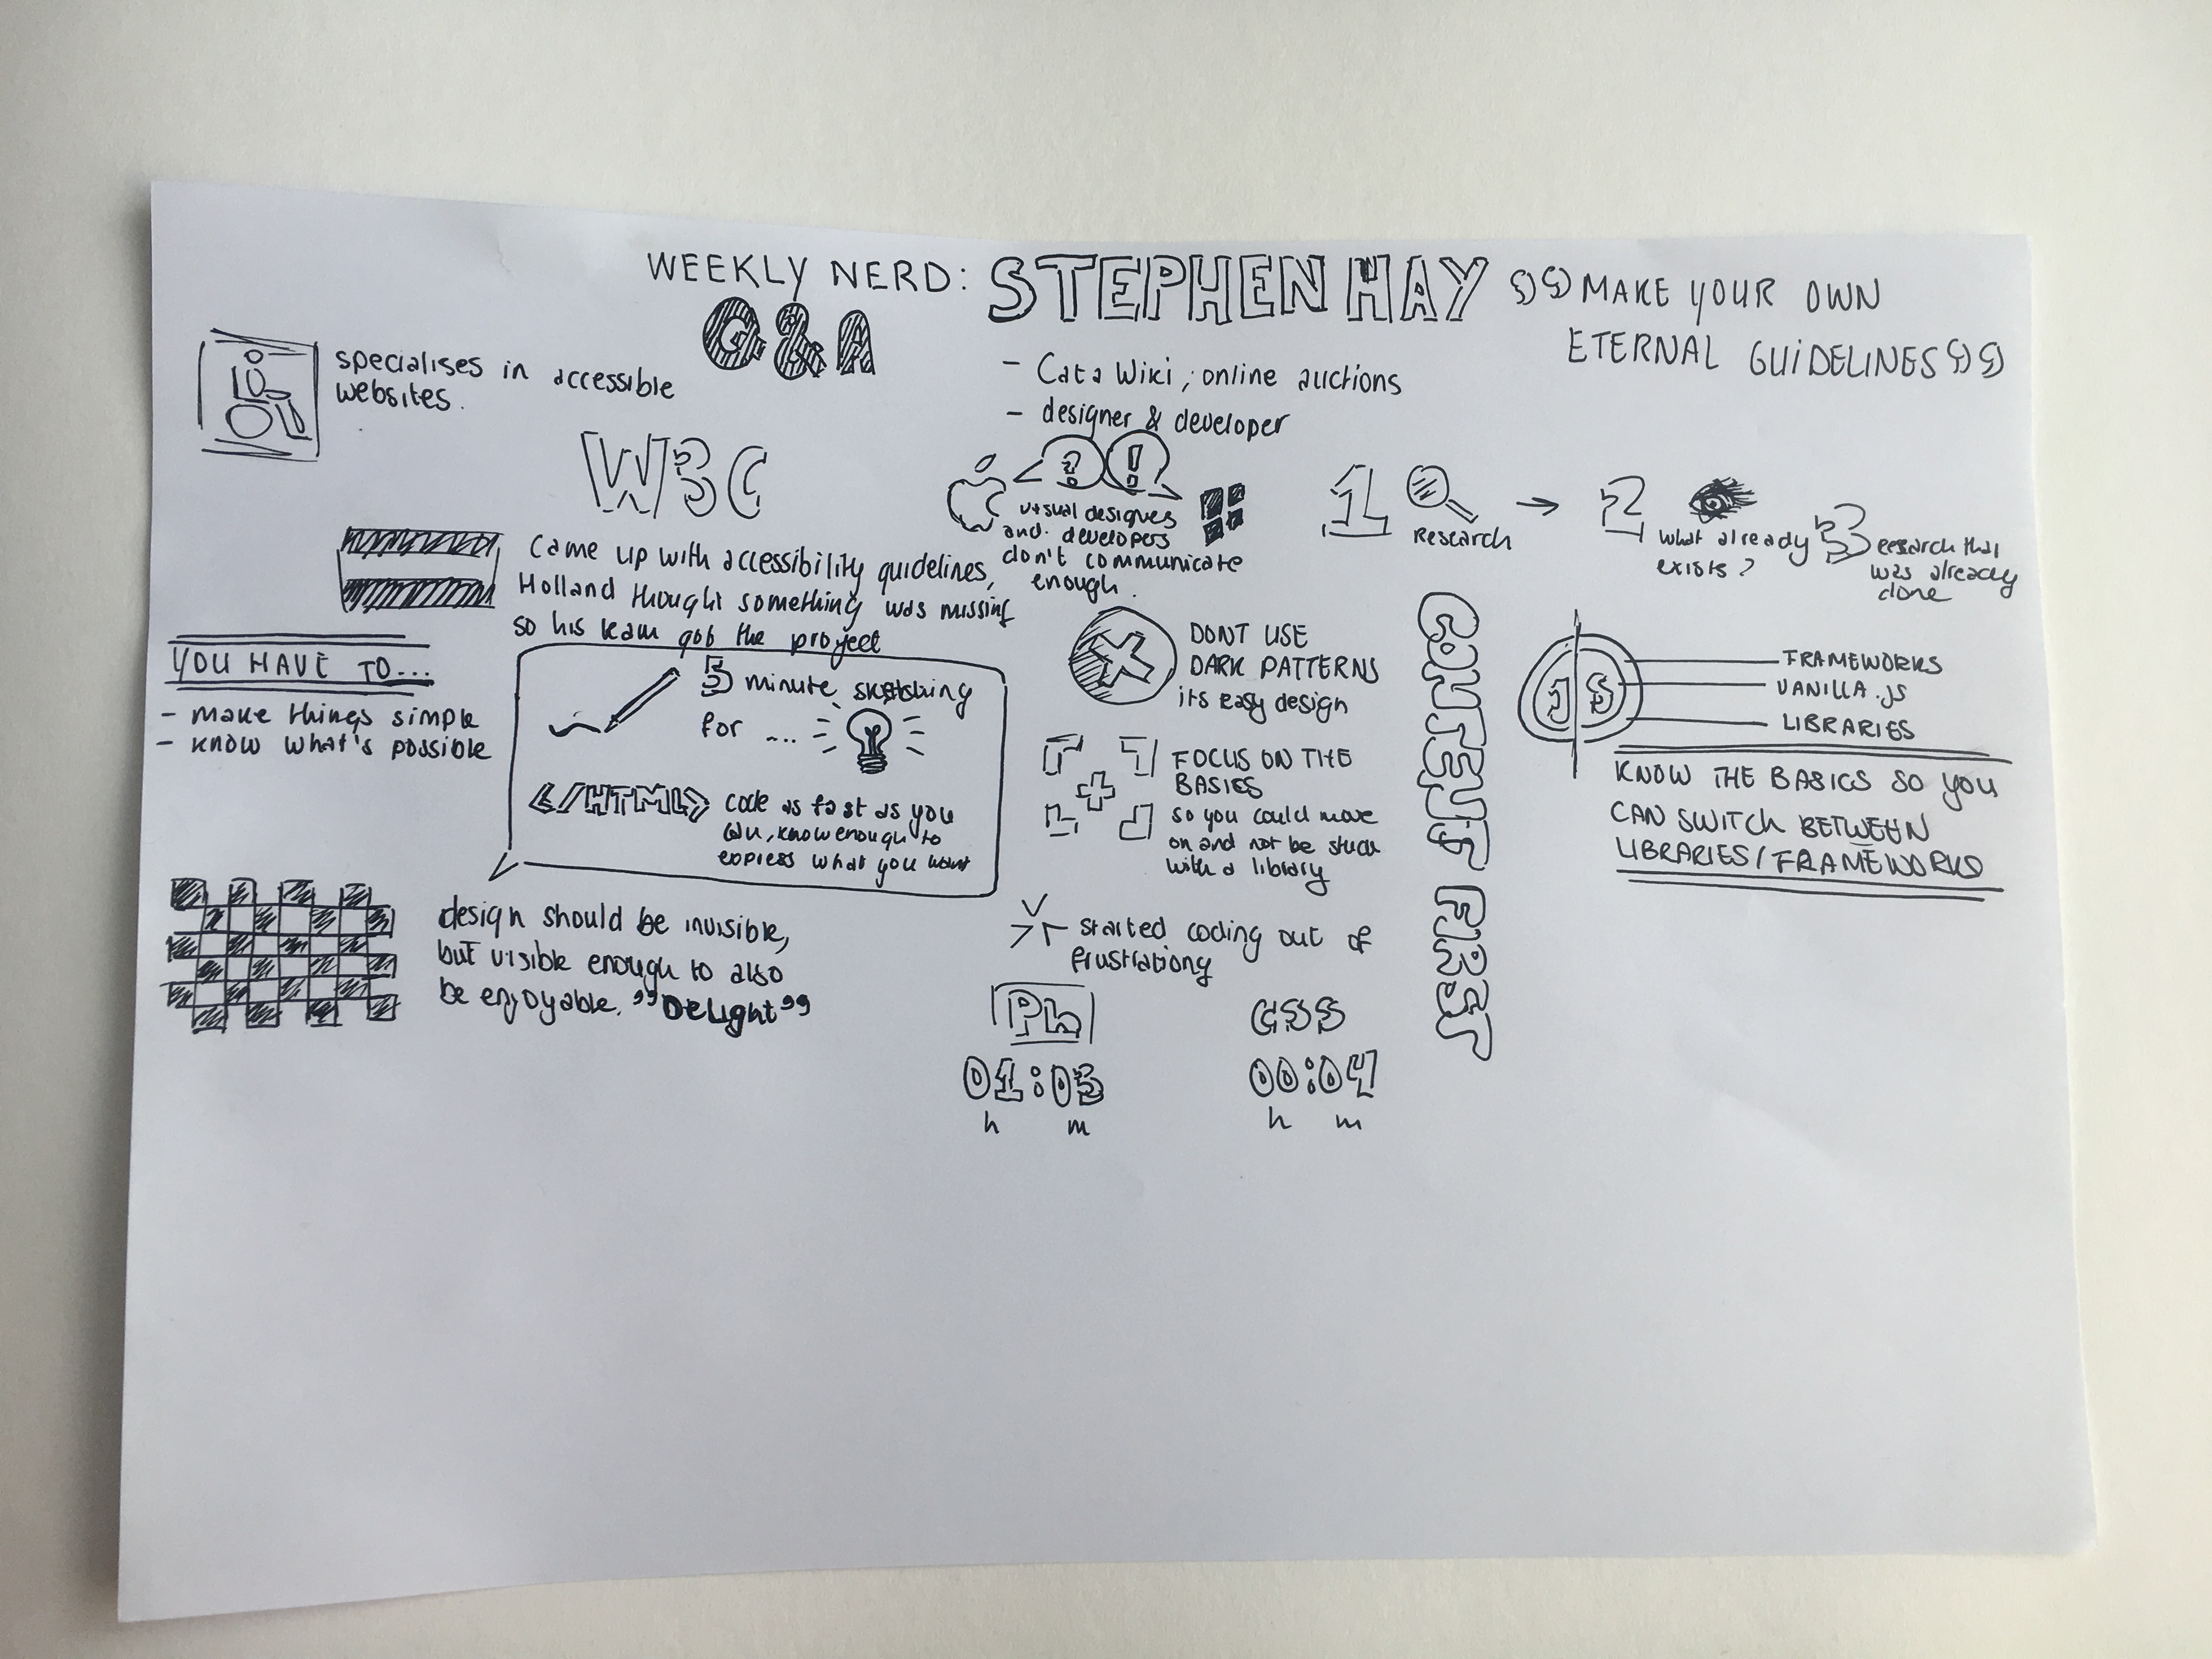 WEEKLY NERD: STEPHEN HAY
Q&A
"MAKE YOUR OWN
ETERNAL GUIDELINES"
specialises in accessible
websites.
- Cata Wiki, online auctions
- designer & developer
W3C
came up with accessibility guidelines,
Holland thought something was missing
so his team got the project
? !
visual designes
and developers
don't communicate
enough.
1 Research → 2 what already
exists?
3 reesarch that
was already
done
YOU HAVE TO...
- make things simple
- know what's possible
5 minute sketching
for ...
</HTML> code as fast as you
can, know enough to
express what you want
DONT USE
DARK PATTERNS
its easy design
FOCUS ON THE
BASICS
so you could move
on and not be stuck
with a library
CONTENT FIRST
JS
FRAMEWORKS
VANILLA.JS
LIBRARIES
KNOW THE BASICS SO YOU
CAN SWITCH BETWEEN
LIBRARIES/FRAMEWORKS
design should be invisible,
but visible enough to also
be enjoyable. "DeLight"
started coding out of
frustrationg
Ph
01:03
h m
CSS
00:04
h m